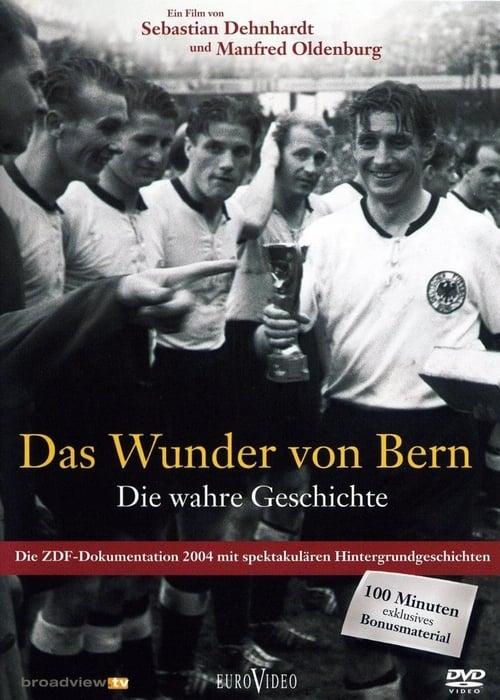 Ein Film von
Sebastian Dehnhardt
und Manfred Oldenburg
Das Wunder von Bern
Die wahre Geschichte
Die ZDF-Dokumentation 2004 mit spektakulären Hintergrundgeschichten
100 Minuten
exklusives
Bonusmaterial
broadview.tv
EUROVIDEO
DVD
VIDEO